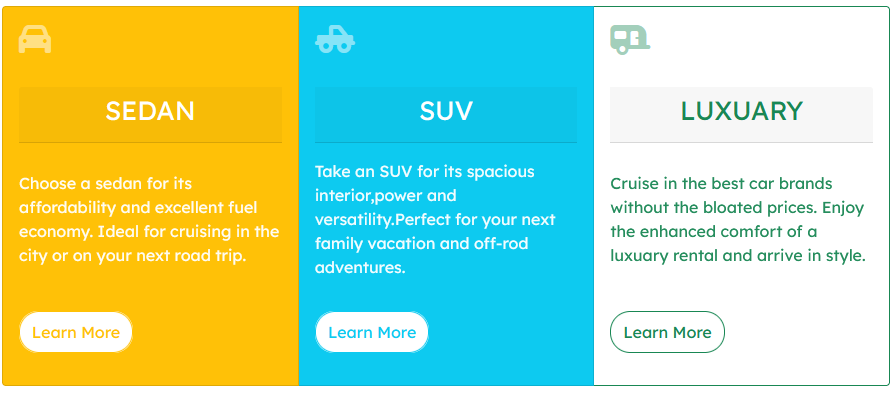 SEDAN
Choose a sedan for its
affordability and excellent fuel
economy. Ideal for cruising in the
city or on your next road trip.
Learn More
SUV
Take an SUV for its spacious
interior,power and
versatility.Perfect for your next
family vacation and off-rod
adventures.
Learn More
LUXUARY
Cruise in the best car brands
without the bloated prices. Enjoy
the enhanced comfort of a
luxuary rental and arrive in style.
Learn More